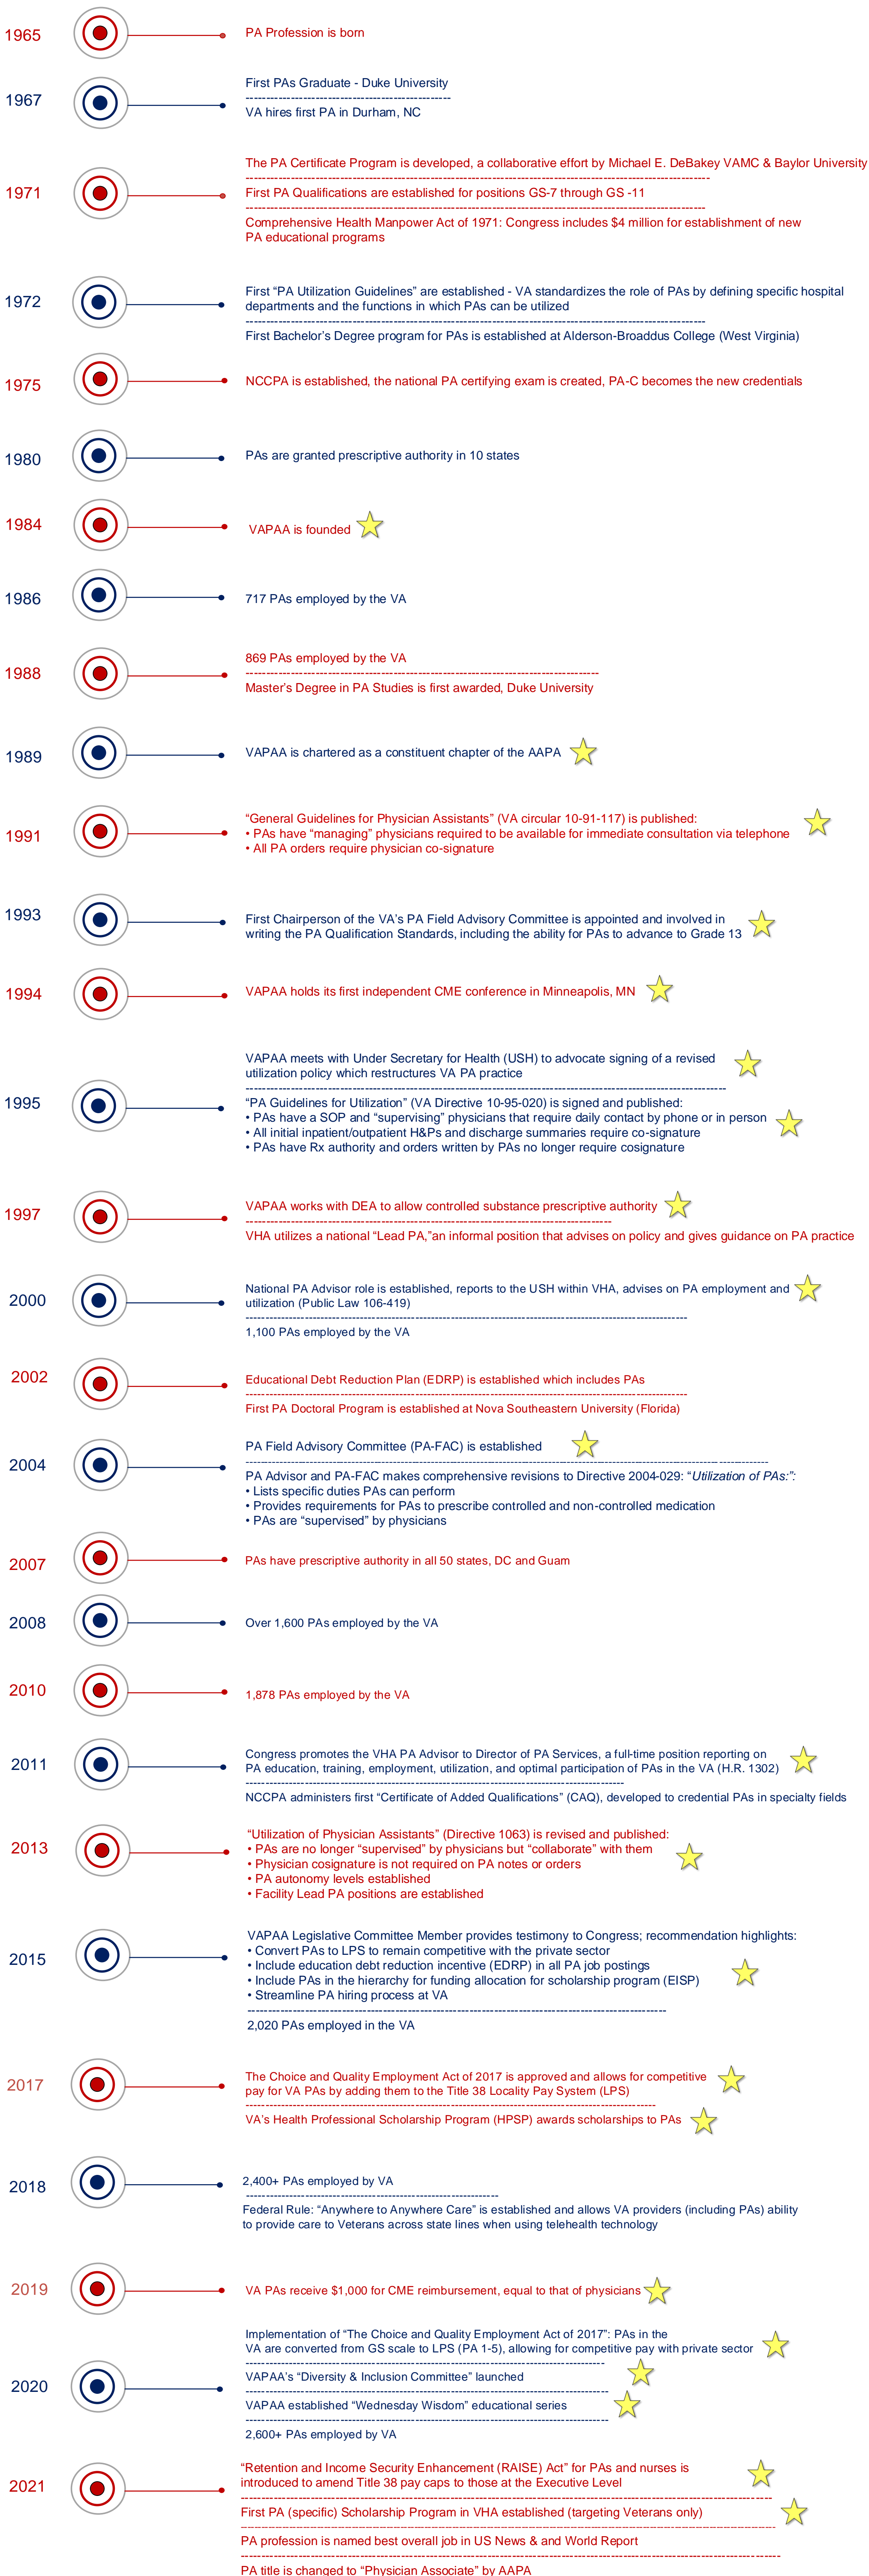 1965
PA Profession is born
1967
First PAs Graduate - Duke University
VA hires first PA in Durham, NC
1971
The PA Certificate Program is developed, a collaborative effort by Michael E. DeBakey VAMC & Baylor University
First PA Qualifications are established for positions GS-7 through GS -11
Comprehensive Health Manpower Act of 1971: Congress includes $4 million for establishment of new
PA educational programs
1972
First “PA Utilization Guidelines” are established - VA standardizes the role of PAs by defining specific hospital
departments and the functions in which PAs can be utilized
First Bachelor’s Degree program for PAs is established at Alderson-Broaddus College (West Virginia)
1975
NCCPA is established, the national PA certifying exam is created, PA-C becomes the new credentials
1980
PAs are granted prescriptive authority in 10 states
1984
VAPAA is founded
1986
717 PAs employed by the VA
1988
869 PAs employed by the VA
Master’s Degree in PA Studies is first awarded, Duke University
1989
VAPAA is chartered as a constituent chapter of the AAPA
1991
“General Guidelines for Physician Assistants” (VA circular 10-91-117) is published:
• PAs have “managing” physicians required to be available for immediate consultation via telephone
• All PA orders require physician co-signature
1993
First Chairperson of the VA’s PA Field Advisory Committee is appointed and involved in
writing the PA Qualification Standards, including the ability for PAs to advance to Grade 13
1994
VAPAA holds its first independent CME conference in Minneapolis, MN
1995
VAPAA meets with Under Secretary for Health (USH) to advocate signing of a revised
utilization policy which restructures VA PA practice
“PA Guidelines for Utilization” (VA Directive 10-95-020) is signed and published:
• PAs have a SOP and “supervising” physicians that require daily contact by phone or in person
• All initial inpatient/outpatient H&Ps and discharge summaries require co-signature
• PAs have Rx authority and orders written by PAs no longer require cosignature
1997
VAPAA works with DEA to allow controlled substance prescriptive authority
VHA utilizes a national “Lead PA,”an informal position that advises on policy and gives guidance on PA practice
2000
National PA Advisor role is established, reports to the USH within VHA, advises on PA employment and
utilization (Public Law 106-419)
1,100 PAs employed by the VA
2002
Educational Debt Reduction Plan (EDRP) is established which includes PAs
First PA Doctoral Program is established at Nova Southeastern University (Florida)
2004
PA Field Advisory Committee (PA-FAC) is established
PA Advisor and PA-FAC makes comprehensive revisions to Directive 2004-029: “Utilization of PAs:”:
• Lists specific duties PAs can perform
• Provides requirements for PAs to prescribe controlled and non-controlled medication
• PAs are “supervised” by physicians
2007
PAs have prescriptive authority in all 50 states, DC and Guam
2008
Over 1,600 PAs employed by the VA
2010
1,878 PAs employed by the VA
2011
Congress promotes the VHA PA Advisor to Director of PA Services, a full-time position reporting on
PA education, training, employment, utilization, and optimal participation of PAs in the VA (H.R. 1302)
NCCPA administers first “Certificate of Added Qualifications” (CAQ), developed to credential PAs in specialty fields
2013
“Utilization of Physician Assistants” (Directive 1063) is revised and published:
• PAs are no longer “supervised” by physicians but “collaborate” with them
• Physician cosignature is not required on PA notes or orders
• PA autonomy levels established
• Facility Lead PA positions are established
2015
VAPAA Legislative Committee Member provides testimony to Congress; recommendation highlights:
• Convert PAs to LPS to remain competitive with the private sector
• Include education debt reduction incentive (EDRP) in all PA job postings
• Include PAs in the hierarchy for funding allocation for scholarship program (EISP)
• Streamline PA hiring process at VA
2,020 PAs employed in the VA
2017
The Choice and Quality Employment Act of 2017 is approved and allows for competitive
pay for VA PAs by adding them to the Title 38 Locality Pay System (LPS)
VA’s Health Professional Scholarship Program (HPSP) awards scholarships to PAs
2018
2,400+ PAs employed by VA
Federal Rule: “Anywhere to Anywhere Care” is established and allows VA providers (including PAs) ability
to provide care to Veterans across state lines when using telehealth technology
2019
VA PAs receive $1,000 for CME reimbursement, equal to that of physicians
2020
Implementation of “The Choice and Quality Employment Act of 2017”: PAs in the
VA are converted from GS scale to LPS (PA 1-5), allowing for competitive pay with private sector
VAPAA’s “Diversity & Inclusion Committee” launched
VAPAA established “Wednesday Wisdom” educational series
2,600+ PAs employed by VA
2021
“Retention and Income Security Enhancement (RAISE) Act” for PAs and nurses is
introduced to amend Title 38 pay caps to those at the Executive Level
First PA (specific) Scholarship Program in VHA established (targeting Veterans only)
PA profession is named best overall job in US News & and World Report
PA title is changed to “Physician Associate” by AAPA